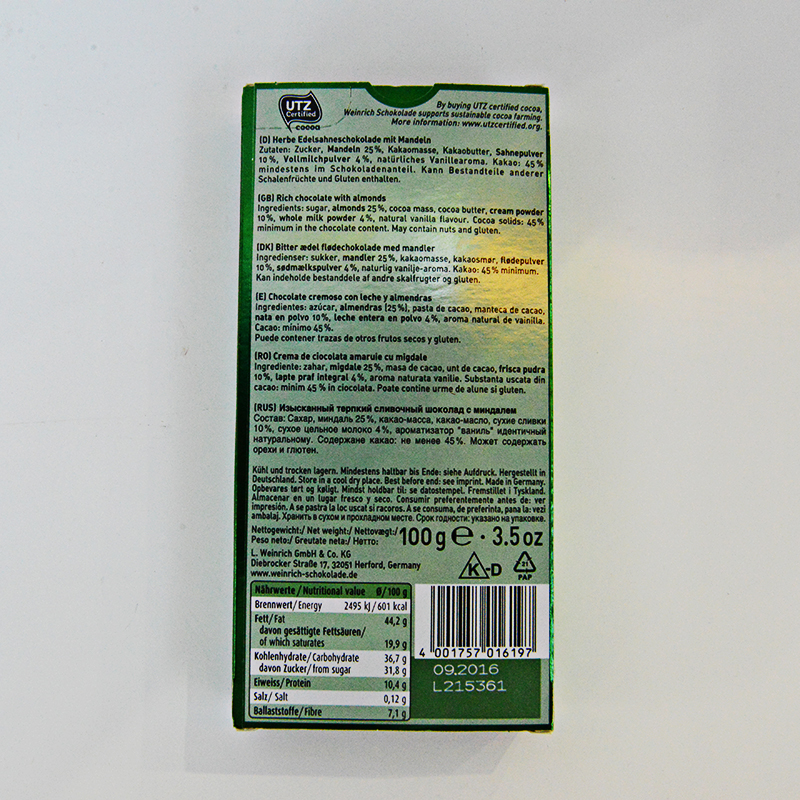 UTZ
Certified
cocoa
By buying UTZ certified cocoa,
Weinrich Schokolade supports sustainable cocoa farming.
More information: www.utzcertified.org.
(D) Herbe Edelsahneschokolade mit Mandeln
Zutaten: Zucker, Mandeln 25%, Kakaomasse, Kakaobutter, Sahnepulver
10%, Vollmilchpulver 4%, natürliches Vanillearoma. Kakao: 45%
mindestens im Schokoladenanteil. Kann Bestandteile anderer
Schalenfrüchte und Gluten enthalten.
(GB) Rich chocolate with almonds
Ingredients: sugar, almonds 25%, cocoa mass, cocoa butter, cream powder
10%, whole milk powder 4%, natural vanilla flavour. Cocoa solids: 45%
minimum in the chocolate content. May contain nuts and gluten.
(DK) Bitter ædel flødechokolade med mandler
Ingredienser: sukker, mandler 25%, kakaomasse, kakaosmør, flødepulver
10%, sødmælkspulver 4%, naturlig vanilje-aroma. Kakao: 45% minimum.
Kan indeholde bestanddele af andre skalfrugter og gluten.
(E) Chocolate cremoso con leche y almendras
Ingredientes: azúcar, almendras (25%), pasta de cacao, manteca de cacao,
nata en polvo 10%, leche entera en polvo 4%, aroma natural de vainilla.
Cacao: mínimo 45%.
Puede contener trazas de otros frutos secos y gluten.
(RO) Crema de ciocolata amaruie cu migdale
Ingrediente: zahar, migdale 25%, masa de cacao, unt de cacao, frisca pudra
10%, lapte praf integral 4%, aroma naturata vanilie. Substanta uscata din
cacao: minim 45% in ciocolata. Poate contine urme de alune si gluten.
(RUS) Изысканный терпкий сливочный шоколад с миндалем
Состав: Сахар, миндаль 25%, какао-масса, какао-масло, сухие сливки
10%, сухое цельное молоко 4%, ароматизатор "ваниль" идентичный
натуральному. Содержание какао: не менее 45%. Может содержать
орехи и глютен.
Kühl und trocken lagern. Mindestens haltbar bis Ende: siehe Aufdruck. Hergestellt in
Deutschland. Store in a cool dry place. Best before end: see imprint. Made in Germany.
Opbevares tørt og køligt. Mindst holdbar til: se datostempel. Fremstillet i Tyskland.
Almacenar en un lugar fresco y seco. Consumir preferentemente antes de: ver
impresión. A se pastra la loc uscat si racoros. A se consuma, de preferinta, pana la: vezi
ambalaj. Хранить в сухом и прохладном месте. Срок годности: указано на упаковке.
Nettogewicht:/ Net weight:/ Nettovægt:/
Peso neto:/ Greutate neta:/ Нетто:
100 g ℮ · 3.5 oz
L. Weinrich GmbH & Co. KG
Diebrocker Straße 17, 32051 Herford, Germany
www.weinrich-schokolade.de
K-D
21
PAP
Nährwerte / Nutritional value Ø/100 g
Brennwert/Energy 2495 kJ/601 kcal
Fett/Fat 44,2 g
davon gesättigte Fettsäuren/
of which saturates 19,9 g
Kohlenhydrate/Carbohydrate 36,7 g
davon Zucker/from sugar 31,8 g
Eiweiss/Protein 10,4 g
Salz/Salt 0,12 g
Ballaststoffe/Fibre 7,1 g
4 001757 016197
09.2016
L215361